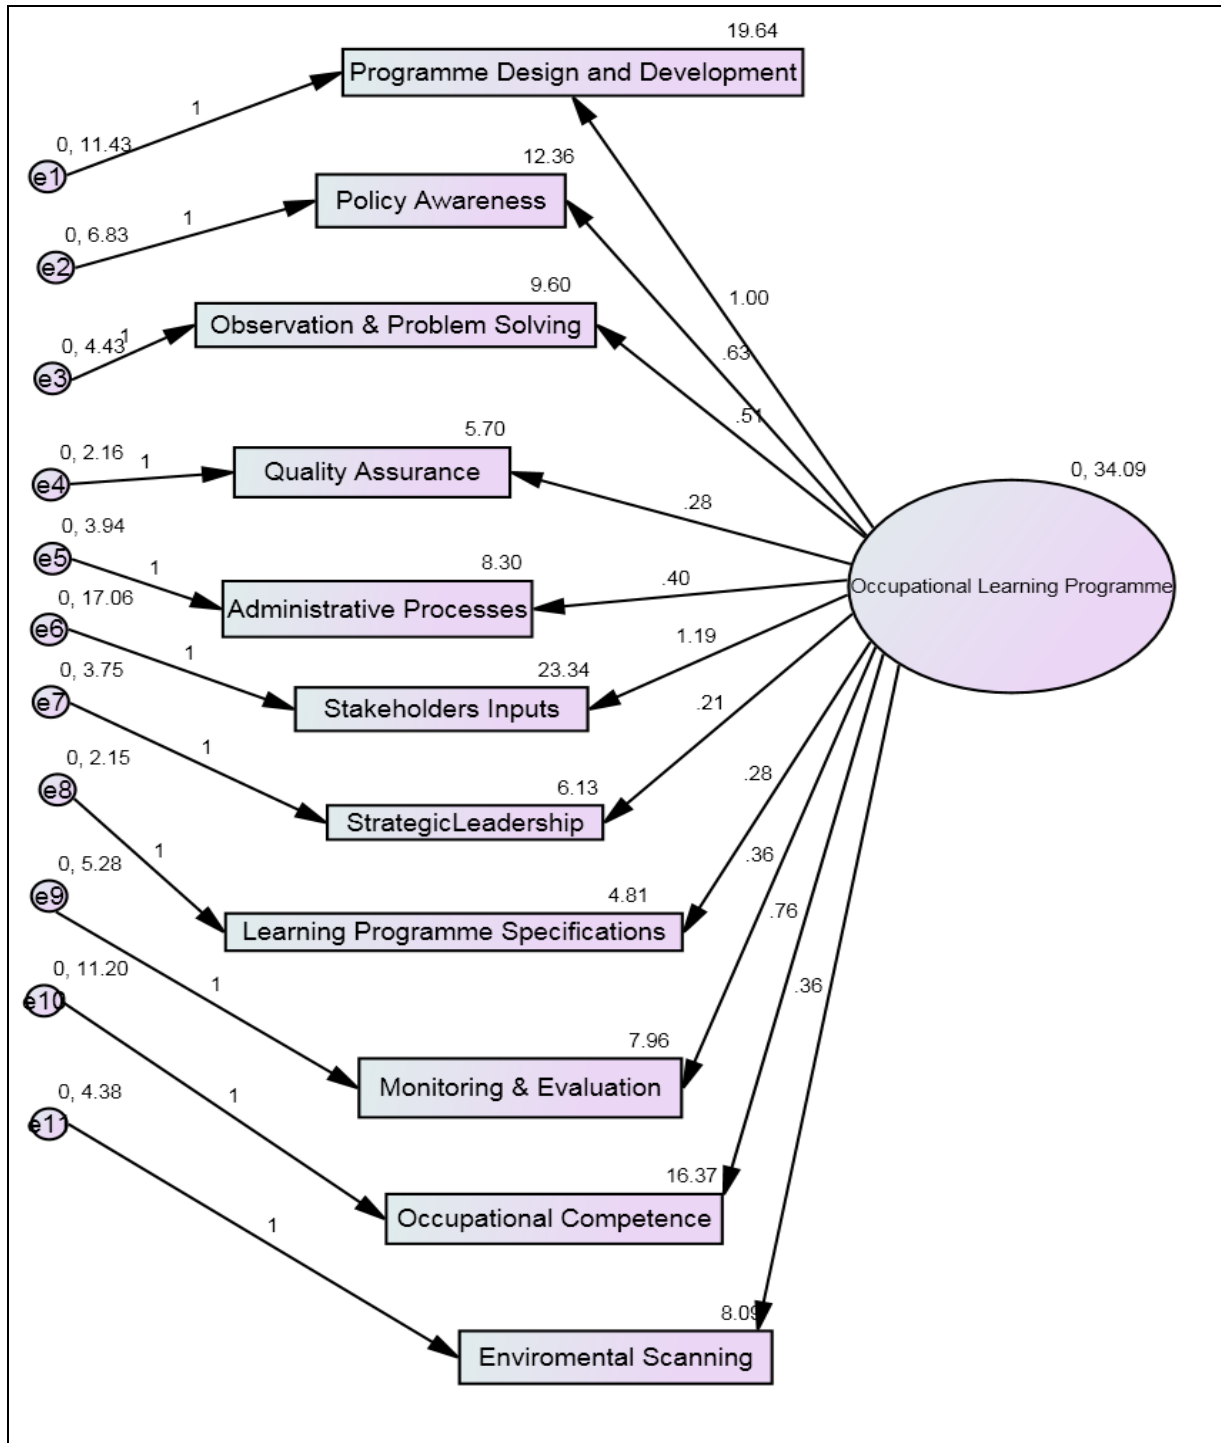 19.64
Programme Design and Development
1
0, 11.43
e1
12.36
Policy Awareness
1
0, 6.83
e2
1.00
9.60
Observation & Problem Solving
1
0, 4.43
e3
.63
.51
5.70
Quality Assurance
1
0, 2.16
e4
.28
0, 34.09
Occupational Learning Programme
0, 3.94
e5
1
8.30
Administrative Processes
.40
0, 17.06
e6
1
23.34
Stakeholders Inputs
1.19
0, 3.75
e7
1
6.13
StrategicLeadership
.21
0, 2.15
e8
1
4.81
Learning Programme Specifications
.28
0, 5.28
e9
1
7.96
Monitoring & Evaluation
.36
0, 11.20
e10
1
16.37
Occupational Competence
.76
0, 4.38
e11
1
8.09
Enviromental Scanning
.36